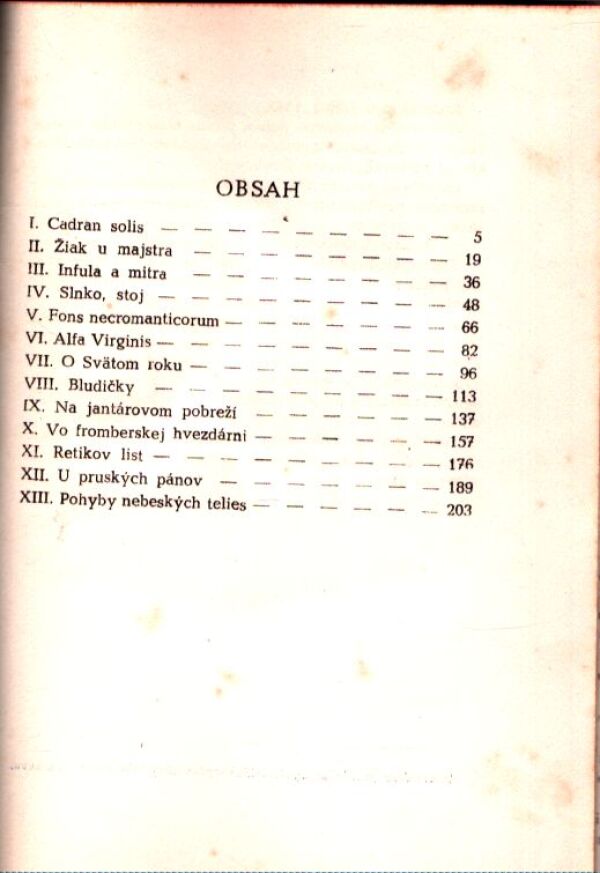 OBSAH
I. Cadran solis — — — — — — — — — 5
II. Žiak u majstra — — — — — — — — 19
III. Infula a mitra — — — — — — — — 36
IV. Slnko, stoj — — — — — — — — — 48
V. Fons necromanticorum — — — — — — — 66
VI. Alfa Virginis — — — — — — — — — 82
VII. O Svätom roku — — — — — — — — 96
VIII. Bludičky — — — — — — — — — 113
IX. Na jantárovom pobreží — — — — — — 137
X. Vo fromberskej hvezdárni — — — — — — 157
XI. Retikov list — — — — — — — — — 176
XII. U pruských pánov — — — — — — — 189
XIII. Pohyby nebeských telies — — — — — — 203